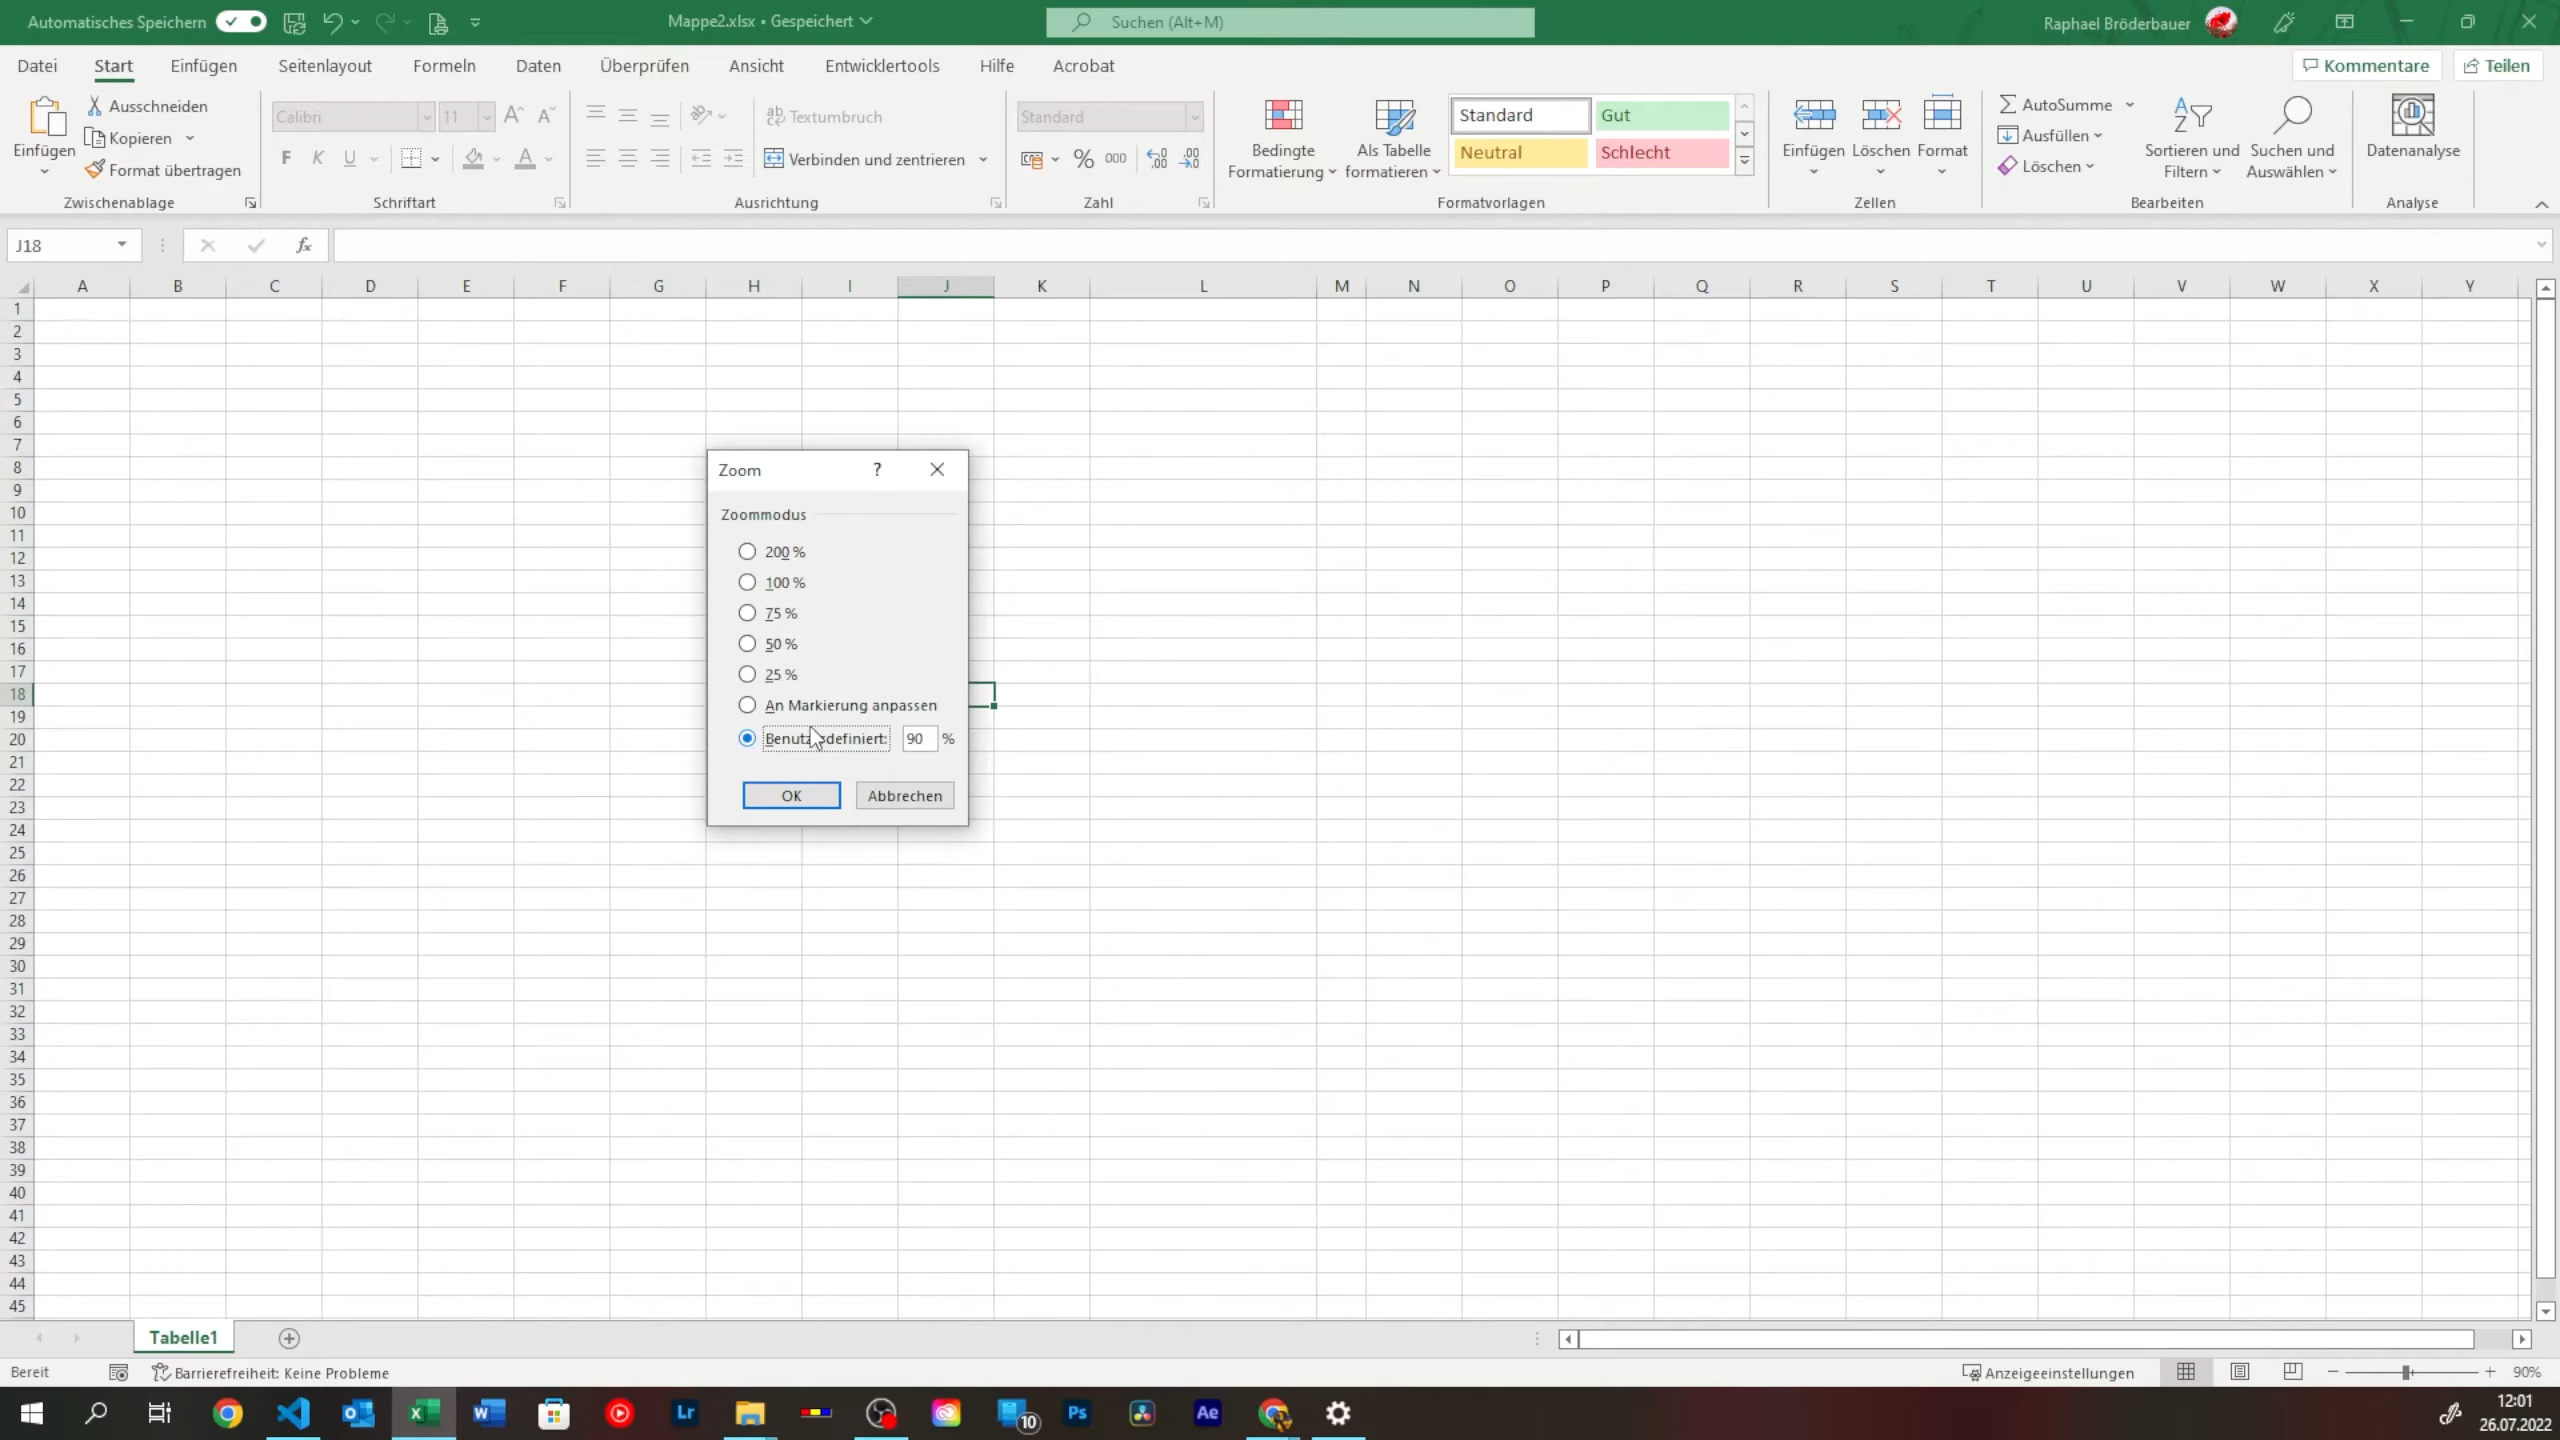 Automatisches Speichern
Mappe2.xlsx • Gespeichert
Suchen (Alt+M)
Raphael Bröderbauer
Datei Start Einfügen Seitenlayout Formeln Daten Überprüfen Ansicht Entwicklertools Hilfe Acrobat
Kommentare Teilen
Einfügen
Ausschneiden
Kopieren
Format übertragen
Zwischenablage
Calibri 11
F K U
Schriftart
Textumbruch
Verbinden und zentrieren
Ausrichtung
Standard
% 000
Zahl
Bedingte
Formatierung
Als Tabelle
formatieren
Standard Gut
Neutral Schlecht
Formatvorlagen
Einfügen Löschen Format
Zellen
AutoSumme
Ausfüllen
Löschen
Sortieren und
Filtern
Suchen und
Auswählen
Bearbeiten
Datenanalyse
Analyse
J18
fx
A B C D E F G H I J K L M N O P Q R S T U V W X Y
1
2
3
4
5
6
7
8
9
10
11
12
13
14
15
16
17
18
19
20
21
22
23
24
25
26
27
28
29
30
31
32
33
34
35
36
37
38
39
40
41
42
43
44
45
Zoom ?
Zoommodus
200 %
100 %
75 %
50 %
25 %
An Markierung anpassen
Benutzerdefiniert: 90 %
OK Abbrechen
Tabelle1
Bereit
Barrierefreiheit: Keine Probleme
Anzeigeeinstellungen
90%
Lr
10
Ps
Ae
12:01
26.07.2022